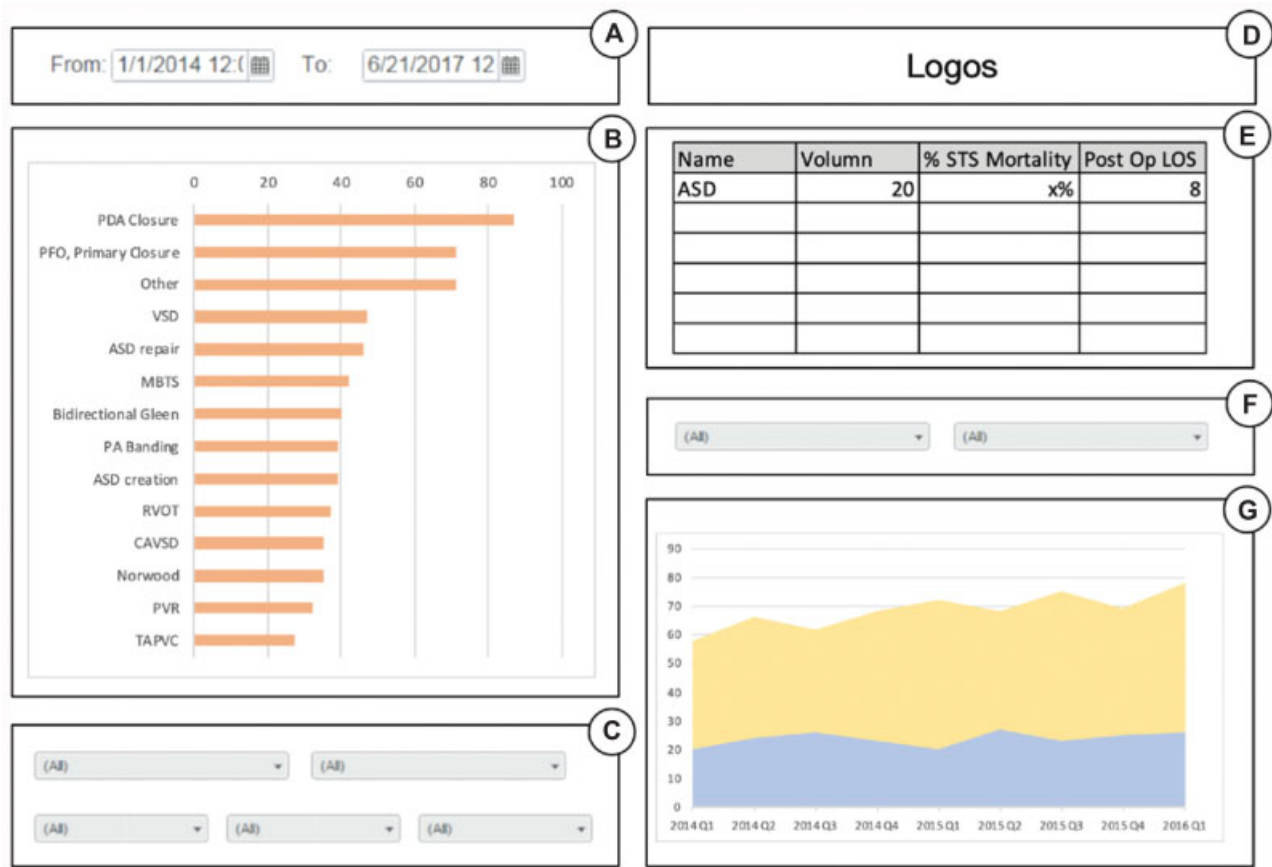 A
From: 1/1/2014 12:0 To: 6/21/2017 12
B
0 20 40 60 80 100
PDA Closure
PFO, Primary Closure
Other
VSD
ASD repair
MBTS
Bidirectional Gleen
PA Banding
ASD creation
RVOT
CAVSD
Norwood
PVR
TAPVC
C
(All) (All)
(All) (All) (All)
D
Logos
E
Name Volumn % STS Mortality Post Op LOS
ASD 20 x% 8
F
(All) (All)
G
90
80
70
60
50
40
30
20
10
0
2014 Q1 2014 Q2 2014 Q3 2014 Q4 2015 Q1 2015 Q2 2015 Q3 2015 Q4 2016 Q1